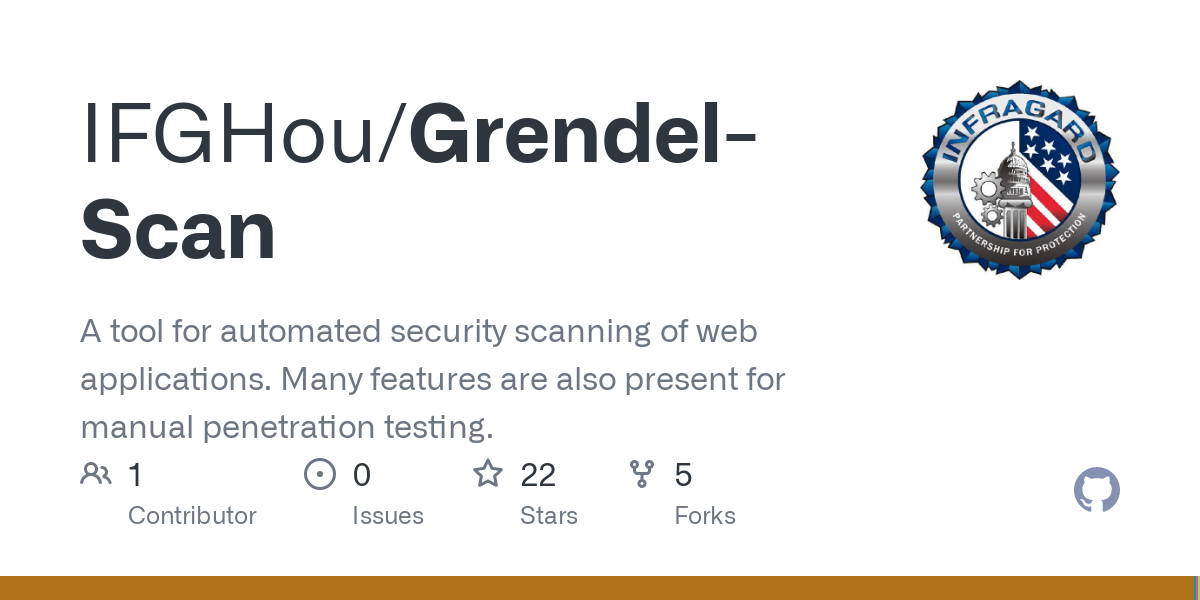 IFGHou/Grendel-
Scan
INFRAGARD
PARTNERSHIP FOR PROTECTION
A tool for automated security scanning of web
applications. Many features are also present for
manual penetration testing.
1 0 22 5
Contributor Issues Stars Forks